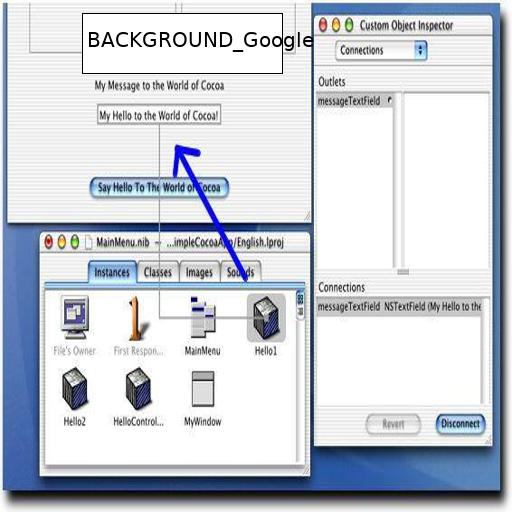 BACKGROUND_Google
Custom Object Inspector
Connections
Outlets
messageTextField
My Message to the World of Cocoa
My Hello to the World of Cocoa!
Say Hello To The World of Cocoa
MainMenu.nib — ...impleCocoaApp/English.lproj
Instances Classes Images Sounds
File's Owner First Respon... MainMenu Hello1
Hello2 HelloControl... MyWindow
Connections
messageTextField NSTextField (My Hello to the
Revert Disconnect